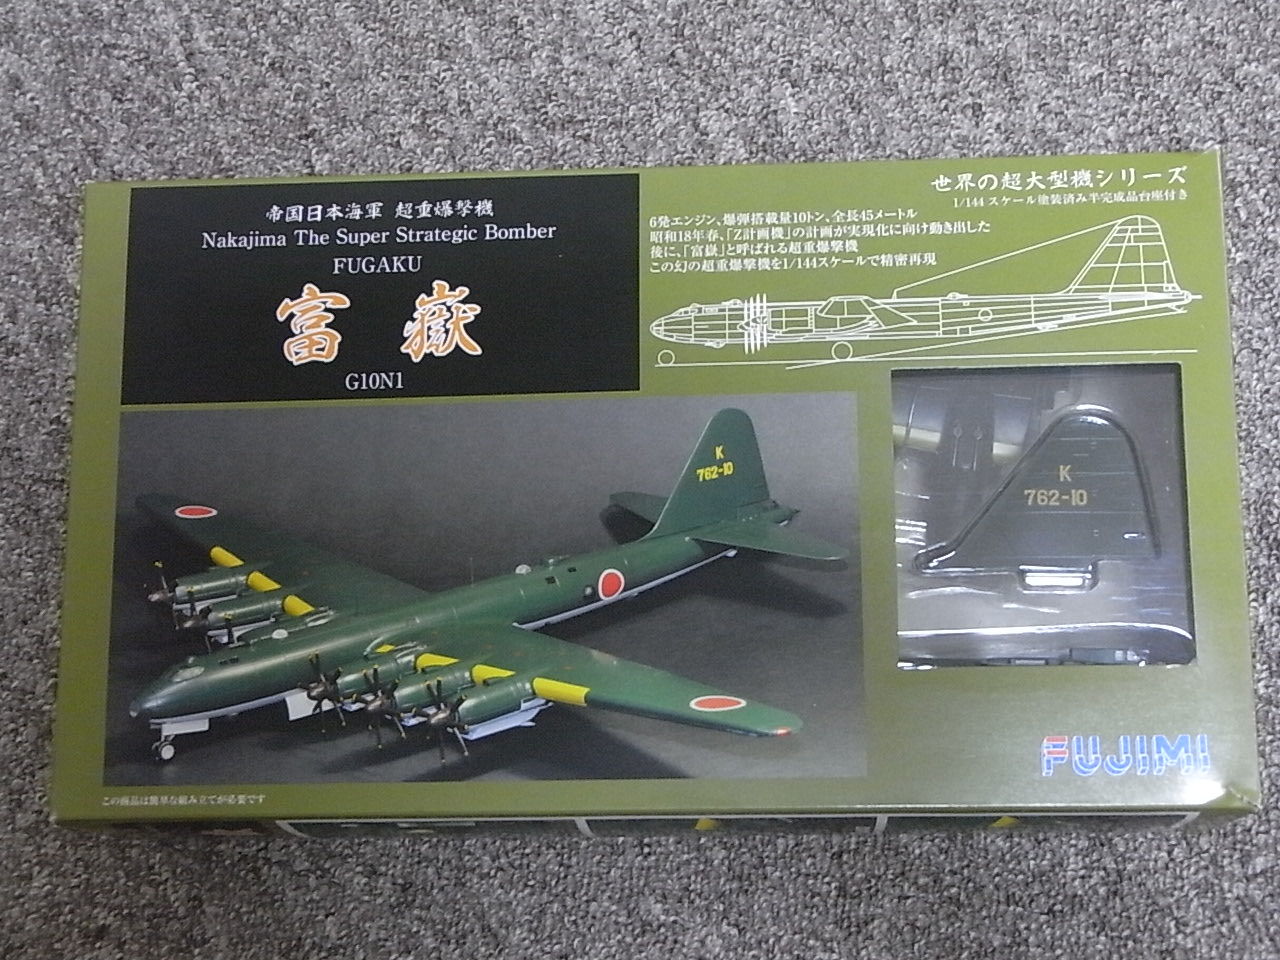 帝国日本海軍 超重爆撃機
Nakajima The Super Strategic Bomber
FUGAKU
富嶽
G10N1
世界の超大型機シリーズ
1/144 スケール塗装済み半完成品台座付き
6発エンジン、爆弾搭載量10トン、全長45メートル
昭和18年春、「Z計画機」の計画が実現化に向け動き出した
後に、「富嶽」と呼ばれる超重爆撃機
この幻の超重爆撃機を1/144スケールで精密再現
K
762-10
K
762-10
FUJIMI
この商品は簡単な組み立てが必要です